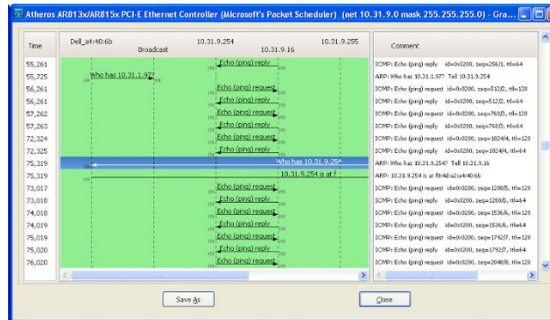 Atheros AR813x/AR815x PCI-E Ethernet Controller (Microsoft's Packet Scheduler) (net 10.31.9.0 mask 255.255.255.0) - Gra...
Time
Dell_a4:40:6b
Broadcast
10.31.9.254
10.31.9.16
10.31.9.255
Comment
55,261 Echo (ping) reply ICMP: Echo (ping) reply id=0x0200, seq=256/1, ttl=64
55,725 Who has 10.31.1.97? ARP: Who has 10.31.1.97? Tell 10.31.9.254
56,261 Echo (ping) request ICMP: Echo (ping) request id=0x0200, seq=512/2, ttl=128
56,261 Echo (ping) reply ICMP: Echo (ping) reply id=0x0200, seq=512/2, ttl=64
57,262 Echo (ping) request ICMP: Echo (ping) request id=0x0200, seq=768/3, ttl=128
57,263 Echo (ping) reply ICMP: Echo (ping) reply id=0x0200, seq=768/3, ttl=64
72,324 Echo (ping) request ICMP: Echo (ping) request id=0x0200, seq=1024/4, ttl=128
72,325 Echo (ping) reply ICMP: Echo (ping) reply id=0x0200, seq=1024/4, ttl=64
75,319 Who has 10.31.9.254 ARP: Who has 10.31.9.254? Tell 10.31.9.16
75,319 10.31.9.254 is at f ARP: 10.31.9.254 is at
73,017 Echo (ping) request ICMP: Echo (ping) request id=0x0200, seq=1280/5, ttl=128
73,018 Echo (ping) reply ICMP: Echo (ping) reply id=0x0200, seq=1280/5, ttl=64
74,018 Echo (ping) request ICMP: Echo (ping) request id=0x0200, seq=1536/6, ttl=128
74,019 Echo (ping) reply ICMP: Echo (ping) reply id=0x0200, seq=1536/6, ttl=64
75,019 Echo (ping) request ICMP: Echo (ping) request id=0x0200, seq=1792/7, ttl=128
75,020 Echo (ping) reply ICMP: Echo (ping) reply id=0x0200, seq=1792/7, ttl=64
76,020 Echo (ping) request ICMP: Echo (ping) request id=0x0200, seq=2048/8, ttl=128
Save As
Close